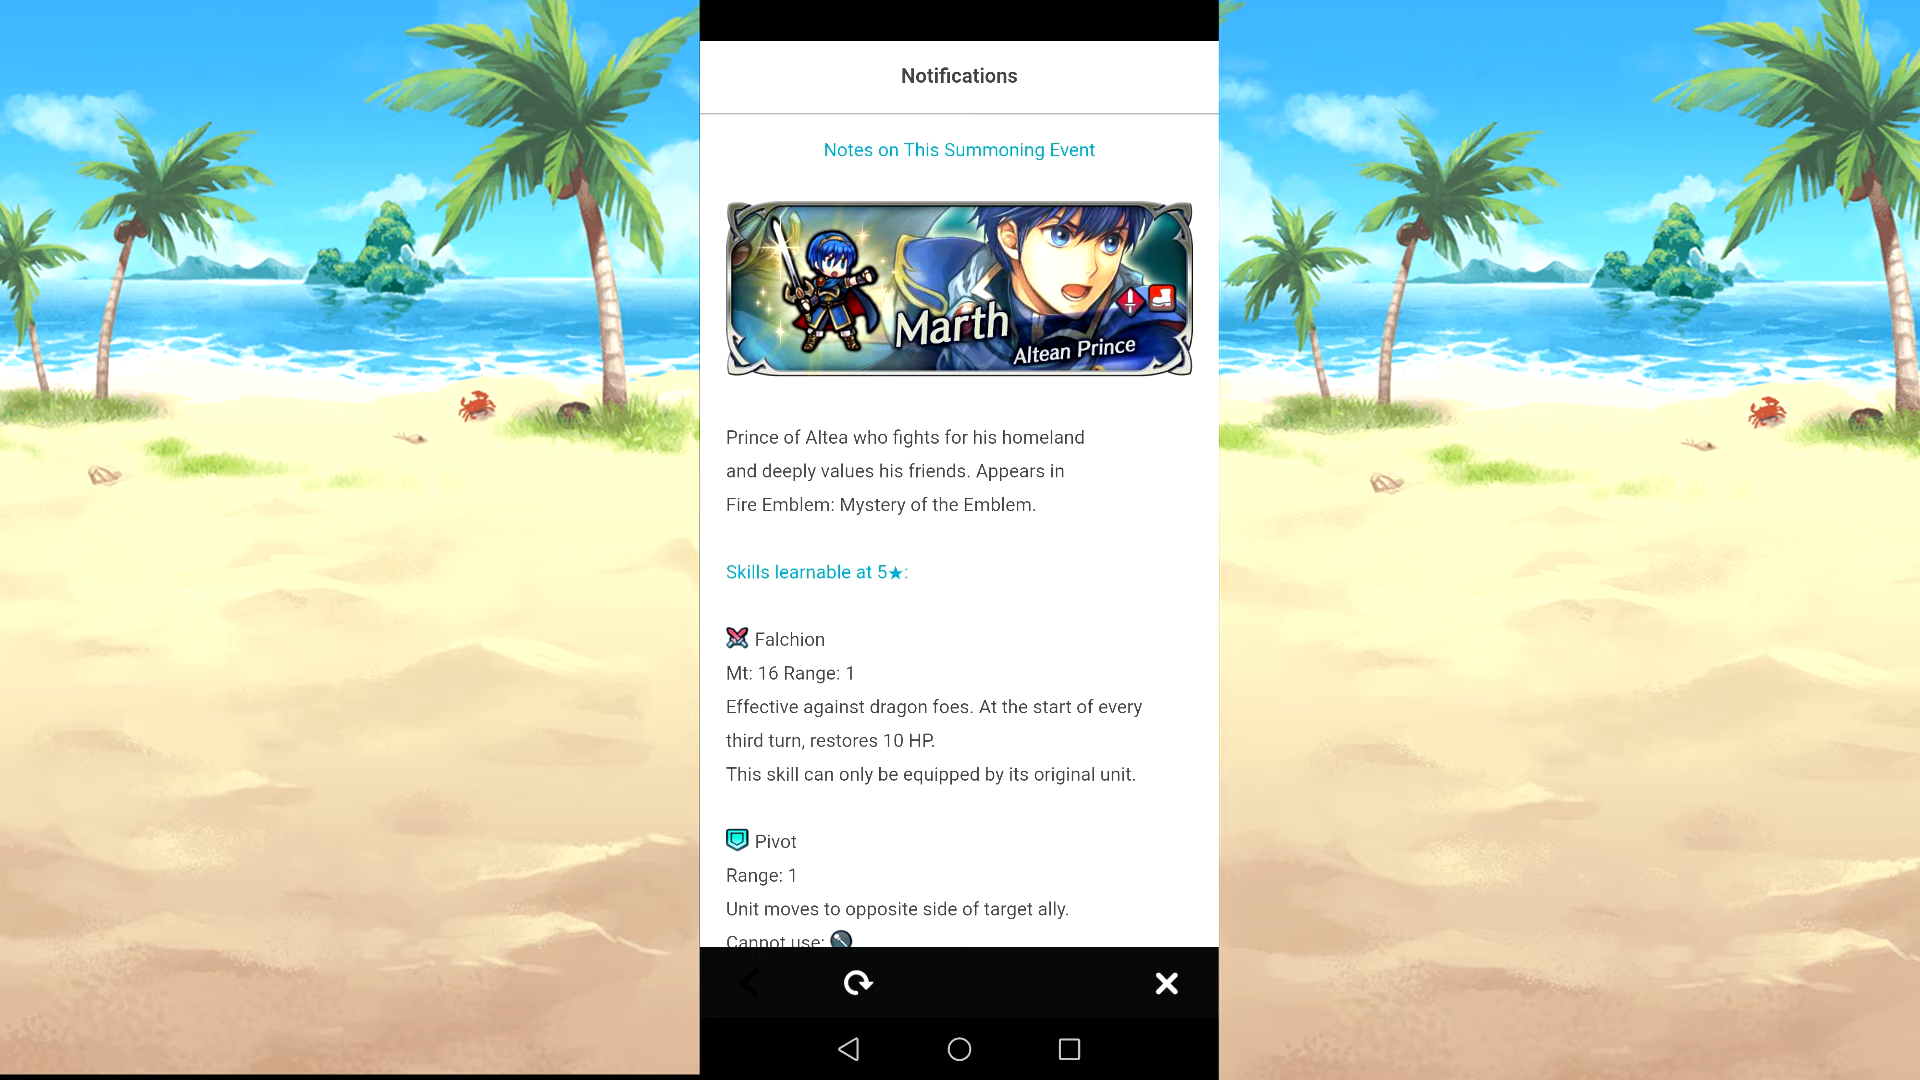 Notifications
Notes on This Summoning Event
Marth
Altean Prince
Prince of Altea who fights for his homeland
and deeply values his friends. Appears in
Fire Emblem: Mystery of the Emblem.
Skills learnable at 5★:
Falchion
Mt: 16 Range: 1
Effective against dragon foes. At the start of every
third turn, restores 10 HP.
This skill can only be equipped by its original unit.
Pivot
Range: 1
Unit moves to opposite side of target ally.
Cannot use: